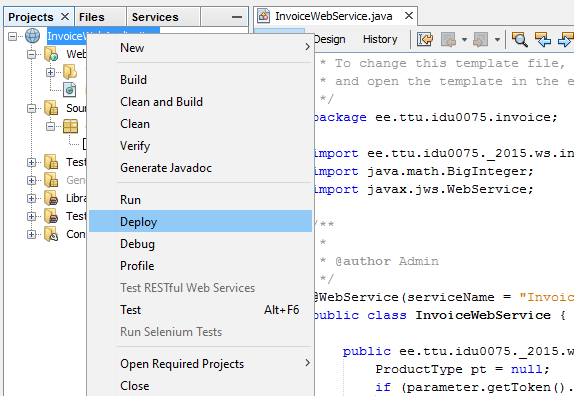 Projects × Files Services
InvoiceWebService.java ×
Design History
New
Build
Clean and Build
Clean
Verify
Generate Javadoc
Run
Deploy
Debug
Profile
Test RESTful Web Services
Test Alt+F6
Run Selenium Tests
Open Required Projects
Close
Web
Sour
Test
Gene
Libra
Test
Con
* To change this template file,
* and open the template in the e
*/
package ee.ttu.idu0075.invoice;
import ee.ttu.idu0075._2015.ws.in
import java.math.BigInteger;
import javax.jws.WebService;
/**
*
* @author Admin
*/
@WebService(serviceName = "Invoic
public class InvoiceWebService {
public ee.ttu.idu0075._2015.w
ProductType pt = null;
if (parameter.getToken().